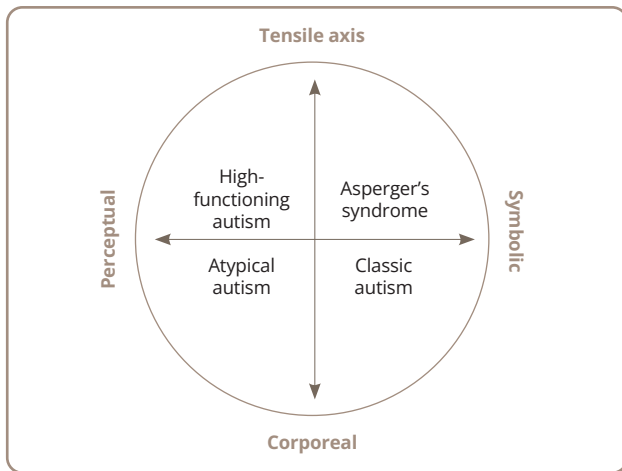 Tensile axis
High-
functioning
autism
Asperger's
syndrome
Perceptual
Symbolic
Atypical
autism
Classic
autism
Corporeal